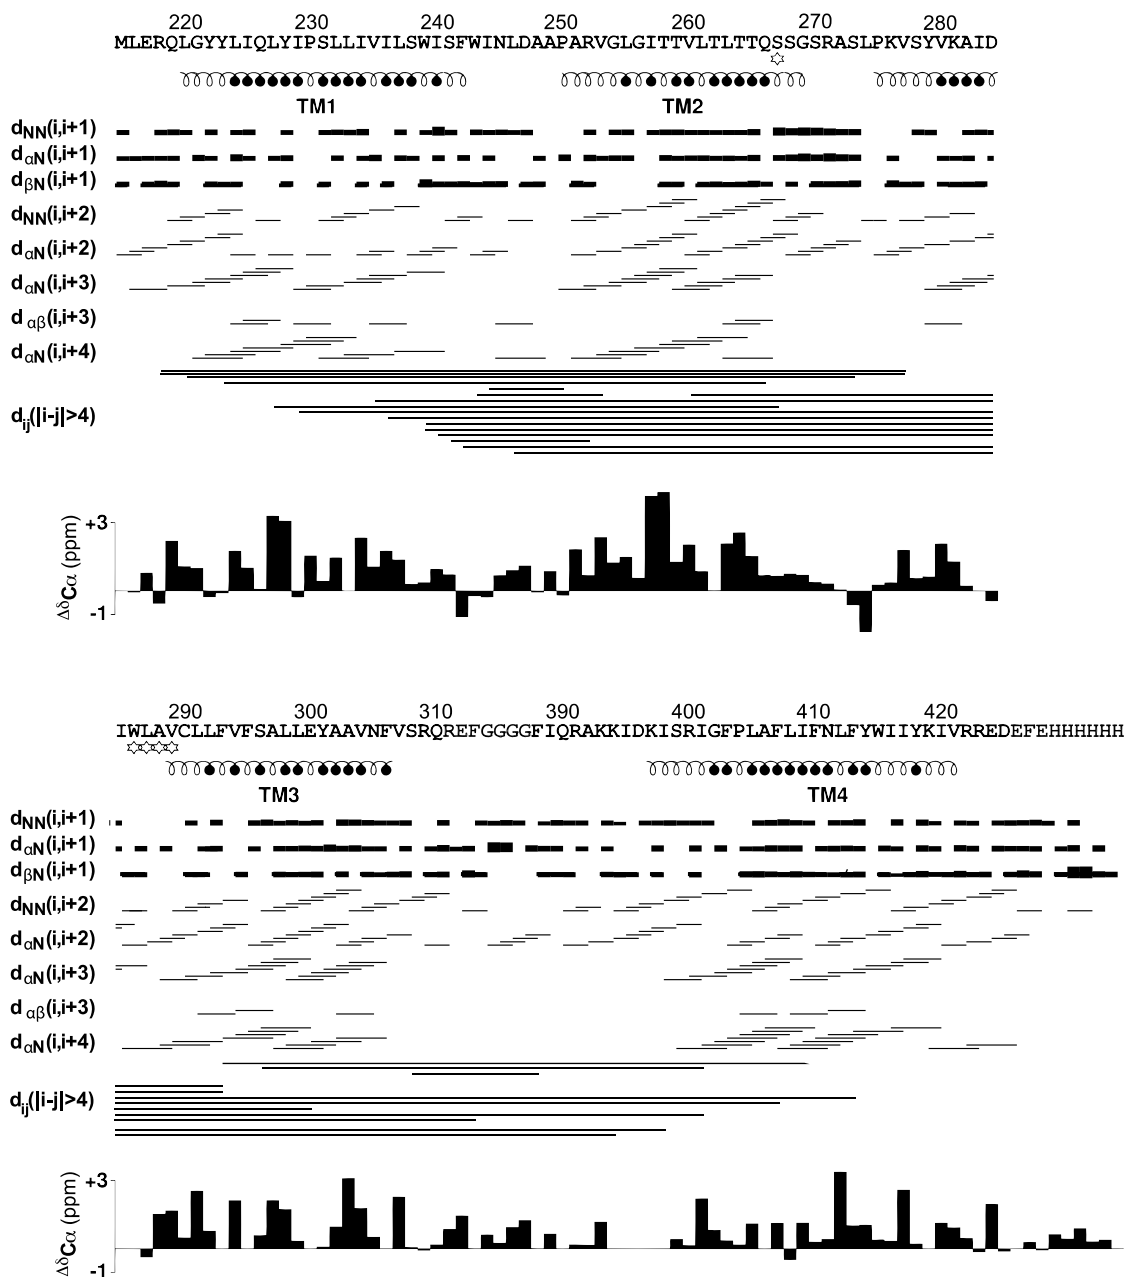 220 230 240 250 260 270 280
MLERQLGYYLIQLYIPSLLIVILSWISFWINLDAAPARVGLGITTVLTLTTQSSGSRASLPKVSYVKAID
TM1 TM2
dNN(i,i+1)
dαN(i,i+1)
dβN(i,i+1)
dNN(i,i+2)
dαN(i,i+2)
dαN(i,i+3)
dαβ(i,i+3)
dαN(i,i+4)
dij(|i-j|>4)
+3
ΔδCα (ppm)
-1
290 300 310 390 400 410 420
IWLAVCLLFVFSALLEYAAVNFVSRQREFGGGGFIQRAKKIDKISRIGFPLAFLIFNLFYWIIYKIVRREDEFEHHHHHH
TM3 TM4
dNN(i,i+1)
dαN(i,i+1)
dβN(i,i+1)
dNN(i,i+2)
dαN(i,i+2)
dαN(i,i+3)
dαβ(i,i+3)
dαN(i,i+4)
dij(|i-j|>4)
+3
ΔδCα (ppm)
-1